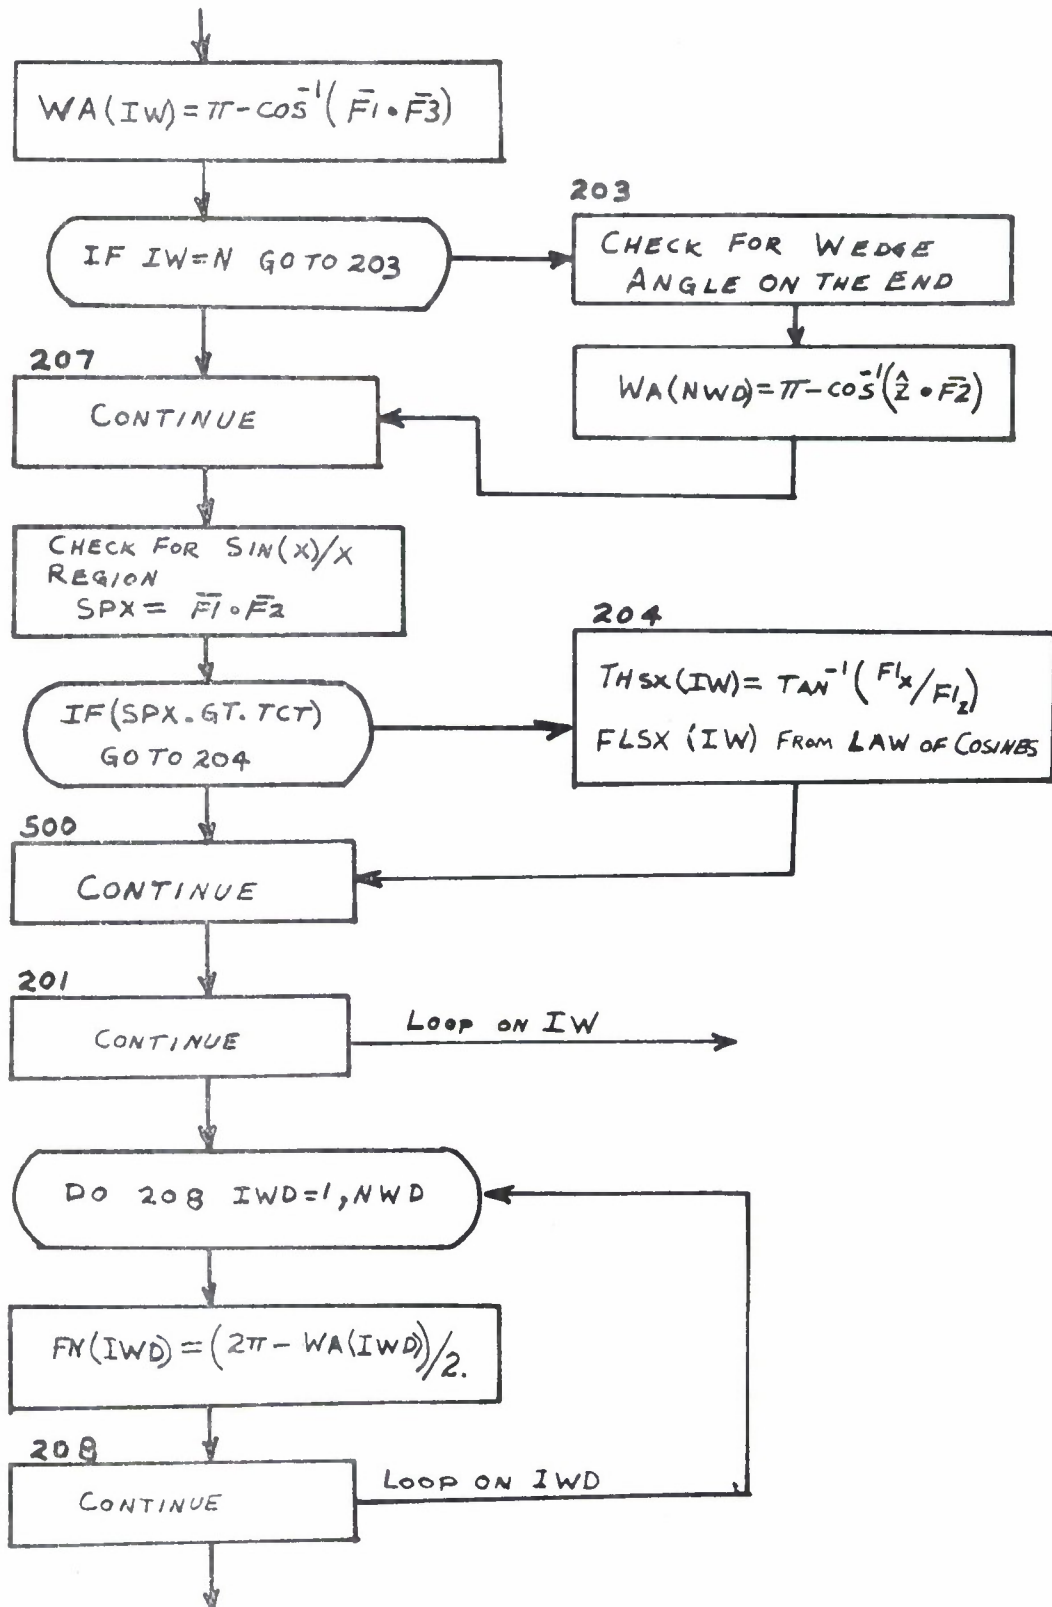 WA(IW) = π - cos⁻¹( F̄1 • F̄3 )
IF IW=N GO TO 203
203
CHECK FOR WEDGE
ANGLE ON THE END
WA(NWD) = π - cos⁻¹( ẑ • F̄2 )
207
CONTINUE
CHECK FOR SIN(X)/X
REGION
SPX = F̄1 • F̄2
IF(SPX.GT.TCT)
GO TO 204
204
THSX(IW) = TAN⁻¹( F1x/F1z )
FLSX (IW) FROM LAW OF COSINES
500
CONTINUE
201
CONTINUE
LOOP ON IW
DO 208 IWD=1,NWD
FN(IWD) = (2π - WA(IWD))/2.
208
CONTINUE
LOOP ON IWD